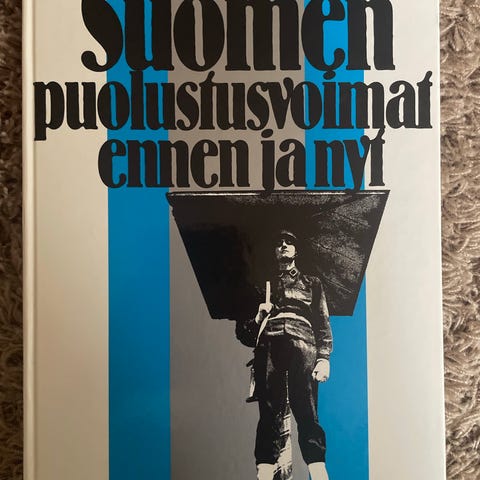 Suomen
puolustusvoimat
ennen ja nyt